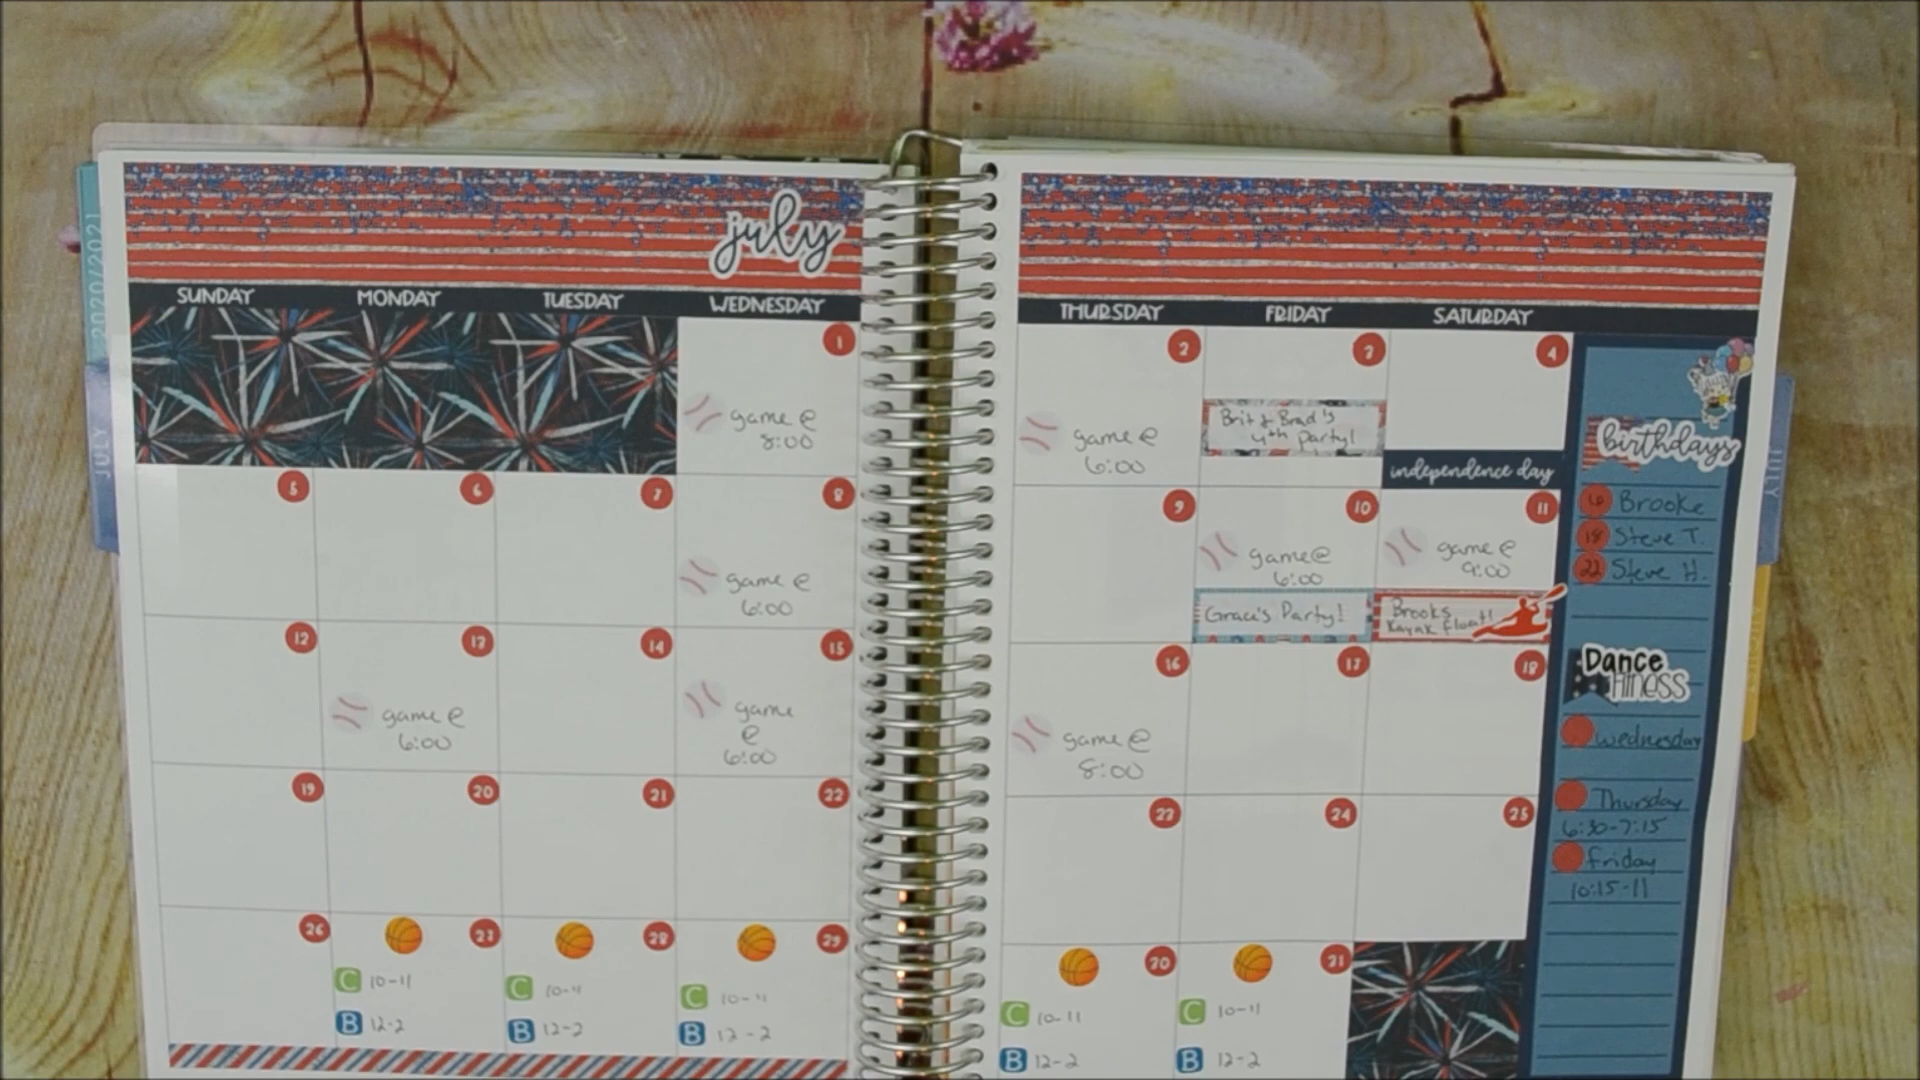 july
2020/2021
JULY
SUNDAY MONDAY TUESDAY WEDNESDAY THURSDAY FRIDAY SATURDAY
1
game @
8:00
2
game @
6:00
3
Brit & Brad's
4th party!
4
independence day
5
6
7
8
game @
6:00
9
10
game @
6:00
Graci's Party!
11
game @
9:00
Brooks
Kayak Float!
12
13
game @
6:00
14
15
game
@
6:00
16
game @
8:00
17
18
19
20
21
22
23
24
25
26
27
C 10-11
B 12-2
28
C 10-11
B 12-2
29
C 10-11
B 12-2
30
C 10-11
B 12-2
31
C 10-11
B 12-2
birthdays
Brooke
18 Steve T.
22 Steve H.
Dance
Fitness
Wednesday
Thursday
6:30-7:15
Friday
10:15-11
JULY